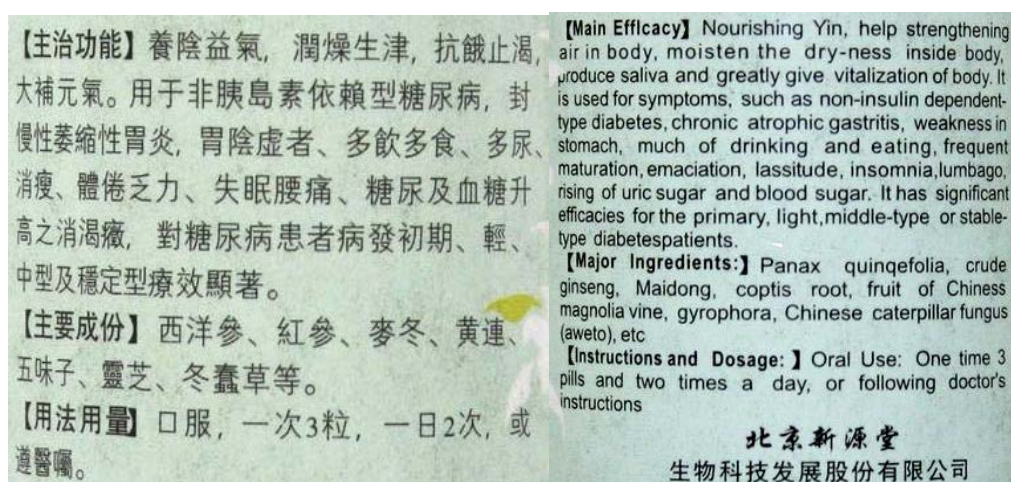 【主治功能】養陰益氣，潤燥生津，抗餓止渴，
大補元氣。用于非胰島素依賴型糖尿病，封
慢性萎縮性胃炎，胃陰虛者、多飲多食、多尿、
消瘦、體倦乏力、失眠腰痛、糖尿及血糖升
高之消渴癥，對糖尿病患者病發初期、輕、
中型及穩定型療效顯著。
【主要成份】西洋參、紅參、麥冬、黄連、
五味子、靈芝、冬蟲草等。
【用法用量】口服，一次3粒，一日2次，或
遵醫囑。
【Main Efficacy】 Nourishing Yin, help strengthening
air in body, moisten the dry-ness inside body,
produce saliva and greatly give vitalization of body. It
is used for symptoms, such as non-insulin dependent-
type diabetes, chronic atrophic gastritis, weakness in
stomach, much of drinking and eating, frequent
maturation, emaciation, lassitude, insomnia,lumbago,
rising of uric sugar and blood sugar. It has significant
efficacies for the primary, light,middle-type or stable-
type diabetespatients.
【Major Ingredients:】 Panax quinqefolia, crude
ginseng, Maidong, coptis root, fruit of Chinese
magnolia vine, gyrophora, Chinese caterpillar fungus
(aweto), etc
【Instructions and Dosage: 】 Oral Use: One time 3
pills and two times a day, or following doctor's
instructions
北京新源堂
生物科技发展股份有限公司